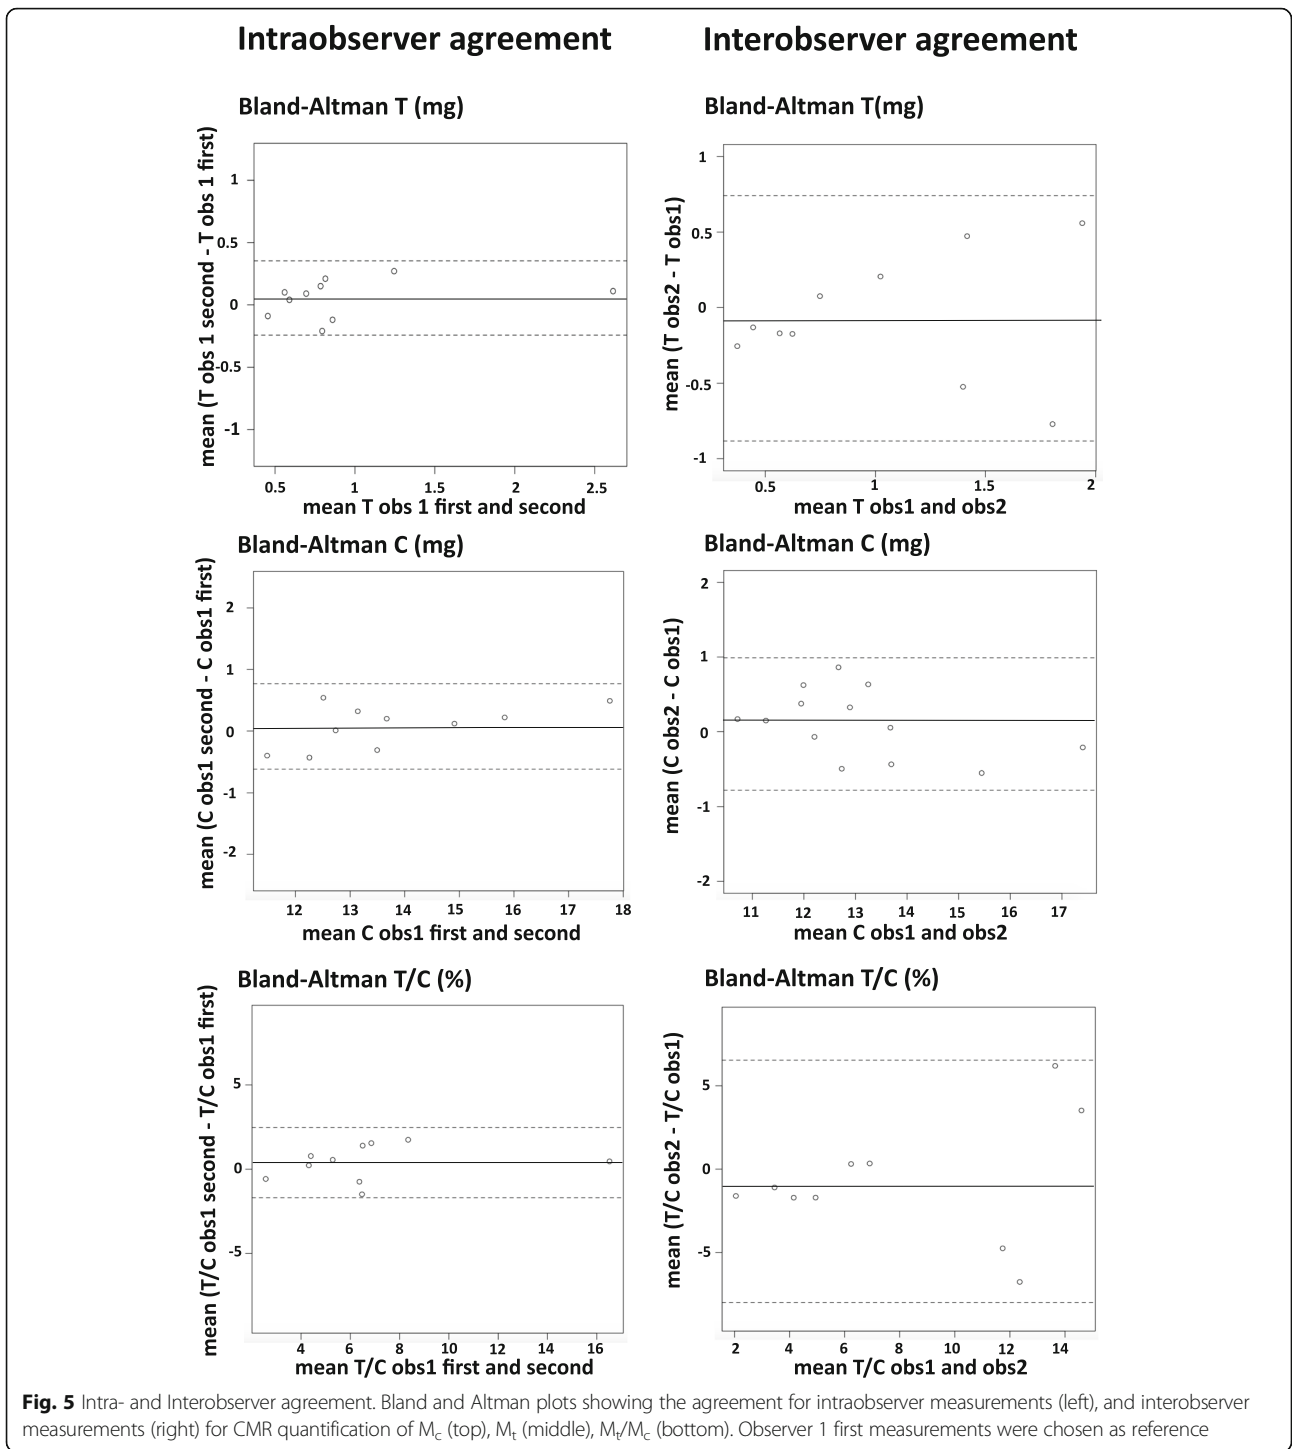 Intraobserver agreement
Interobserver agreement
Bland-Altman T (mg)
mean (T obs 1 second - T obs 1 first)
1
0.5
0
-0.5
-1
0.5 1 1.5 2 2.5
mean T obs 1 first and second
Bland-Altman T(mg)
mean (T obs2 - T obs1)
1
0.5
0
-0.5
-1
0.5 1 1.5 2
mean T obs1 and obs2
Bland-Altman C (mg)
mean (C obs1 second - C obs1 first)
2
1
0
-1
-2
12 13 14 15 16 17 18
mean C obs1 first and second
Bland-Altman C (mg)
mean (C obs2 - C obs1)
2
1
0
-1
-2
11 12 13 14 15 16 17
mean C obs1 and obs2
Bland-Altman T/C (%)
mean (T/C obs1 second - T/C obs1 first)
5
0
-5
4 6 8 10 12 14 16
mean T/C obs1 first and second
Bland-Altman T/C (%)
mean (T/C obs2 - T/C obs1)
5
0
-5
2 4 6 8 10 12 14
mean T/C obs1 and obs2
Fig. 5 Intra- and Interobserver agreement. Bland and Altman plots showing the agreement for intraobserver measurements (left), and interobserver
measurements (right) for CMR quantification of Mc (top), Mt (middle), Mt/Mc (bottom). Observer 1 first measurements were chosen as reference